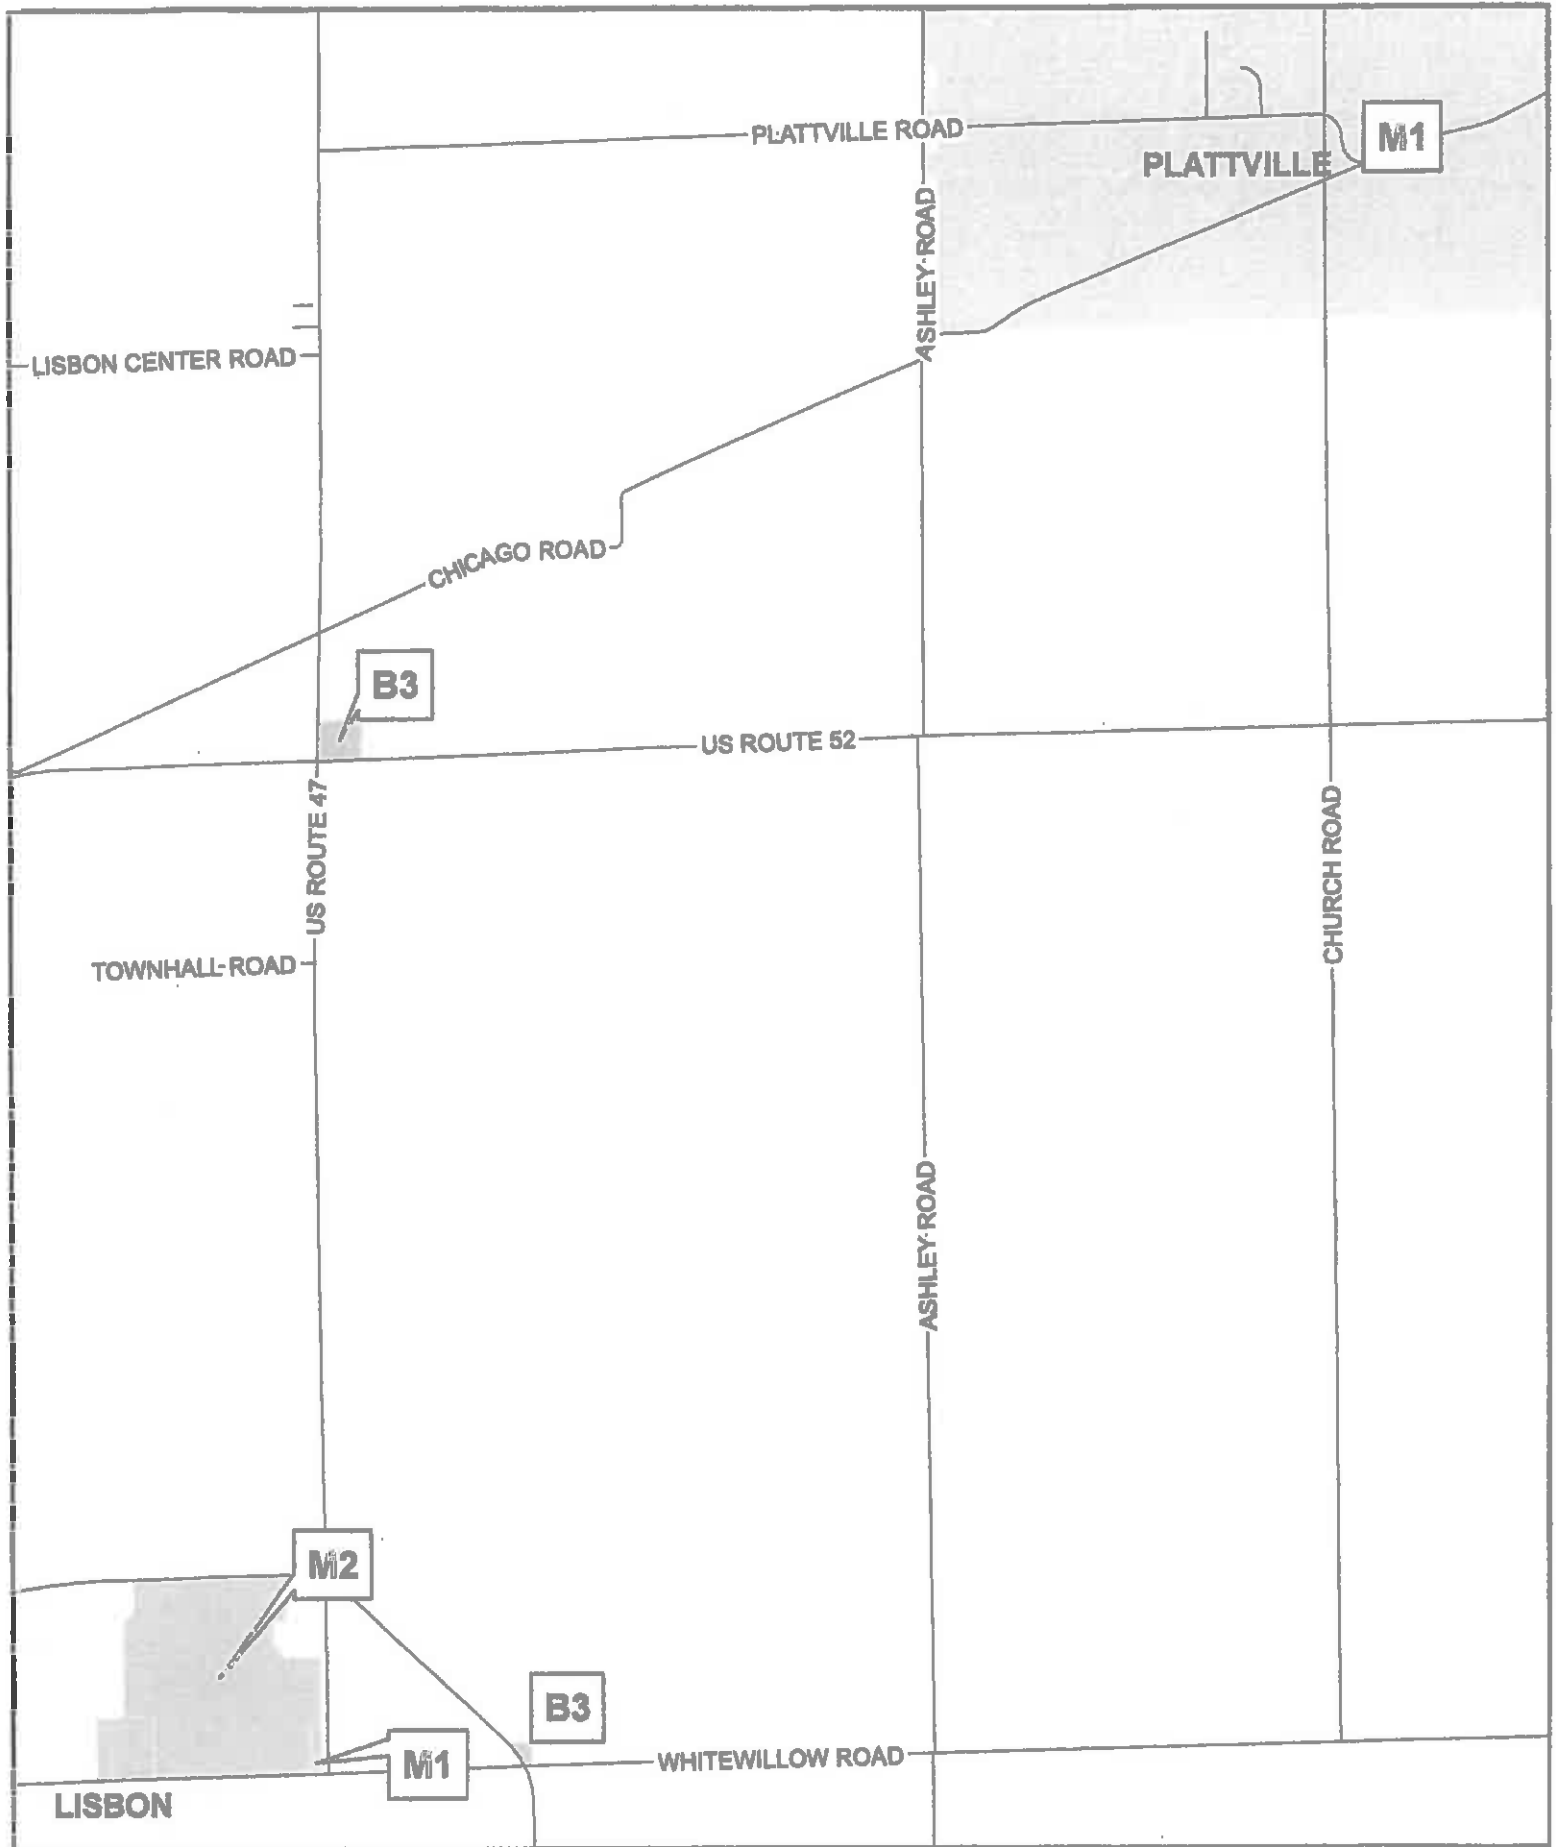 PLATTVILLE ROAD
M1
PLATTVILLE
ASHLEY ROAD
LISBON CENTER ROAD
CHICAGO ROAD
B3
US ROUTE 52
US ROUTE 47
CHURCH ROAD
TOWNHALL ROAD
ASHLEY ROAD
M2
B3
M1
WHITEWILLOW ROAD
LISBON